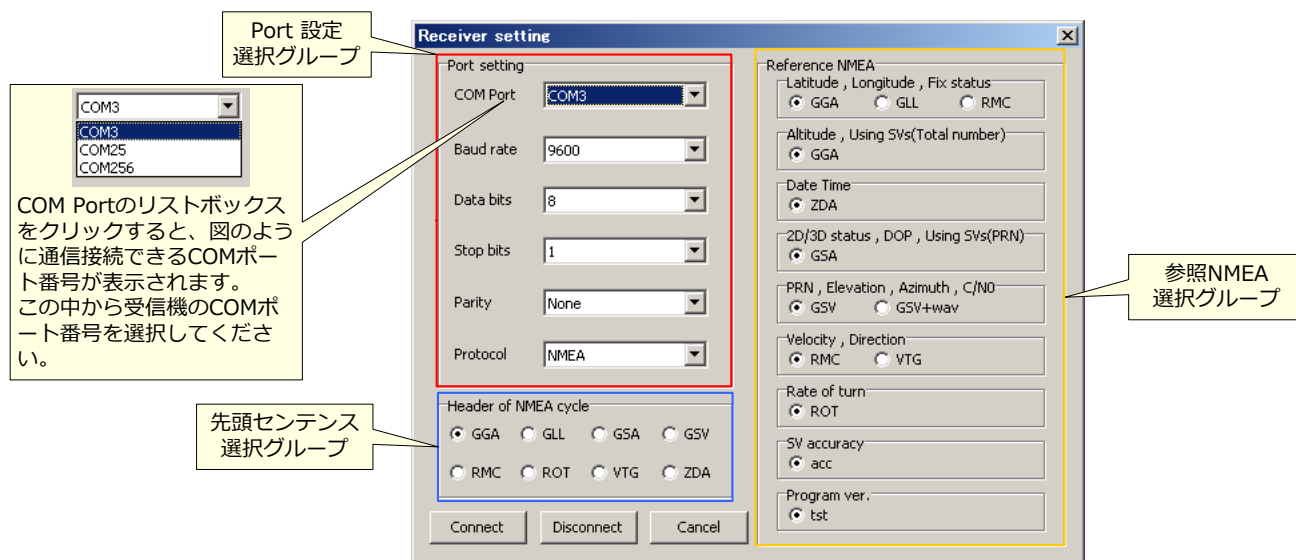 Port 設定
選択グループ
COM3
COM3
COM25
COM256
COM Portのリストボックス
をクリックすると、図のよう
に通信接続できるCOMポー
ト番号が表示されます。
この中から受信機のCOMポ
ート番号を選択してくださ
い。
先頭センテンス
選択グループ
Receiver setting
Port setting
COM Port COM3
Baud rate 9600
Data bits 8
Stop bits 1
Parity None
Protocol NMEA
Header of NMEA cycle
GGA GLL GSA GSV
RMC ROT VTG ZDA
Connect Disconnect Cancel
Reference NMEA
Latitude , Longitude , Fix status
GGA GLL RMC
Altitude , Using SVs(Total number)
GGA
Date Time
ZDA
2D/3D status , DOP , Using SVs(PRN)
GSA
PRN , Elevation , Azimuth , C/N0
GSV GSV+wav
Velocity , Direction
RMC VTG
Rate of turn
ROT
SV accuracy
acc
Program ver.
tst
参照NMEA
選択グループ